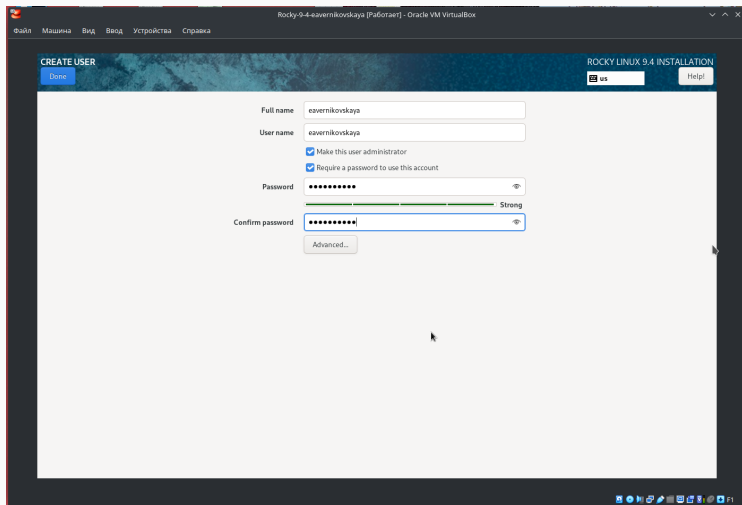 Rocky-9-4-eavernikovskaya [Работает] - Oracle VM VirtualBox
Файл Машина Вид Ввод Устройства Справка
CREATE USER
ROCKY LINUX 9.4 INSTALLATION
Done
us
Help!
Full name eavernikovskaya
User name eavernikovskaya
Make this user administrator
Require a password to use this account
Password ●●●●●●●●●●
Strong
Confirm password ●●●●●●●●●●
Advanced...
F1